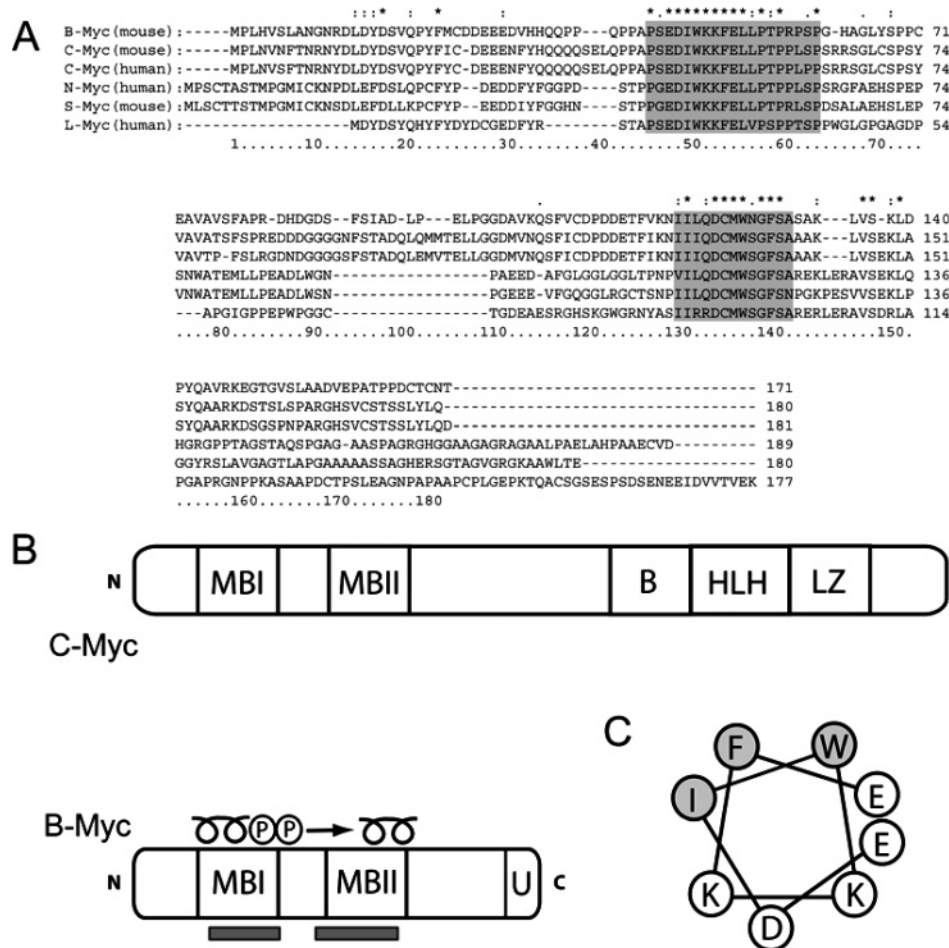 A
:::* : * : *.********:*:* * . :
B-Myc(mouse) :-----MPLHVSLANGNRDLDYDSVQPYFMCDDEEEDVHHQQPP--QPPAPSEDIWKKFELLPTPRPSPG-HAGLYSPPC 71
C-Myc(mouse) :-----MPLNVNFTNRNYDLDYDSVQPYFIC-DEEENFYHQQQQSELQPPAPSEDIWKKFELLPTPPLSPSRRSGLCSPSY 74
C-Myc(human) :-----MPLNVSFTNRNYDLDYDSVQPYFYC-DEEENFYQQQQQSELQPPAPSEDIWKKFELLPTPPLPPSRRSGLCSPSY 74
N-Myc(human) :-MPSCTASTMPGMICKNPDLEFDSLQPCFYP-DEDDFYFGGPD----STPPGEDIWKKFELLPTPPLSPSRGFAEHSPEP 74
S-Myc(mouse) :-MLSCTTSTMPGMICKNSDLEFDLLKPCFYP-DEDDIYFGGHN----STPPGEDIWKKFELLPTPRLSPDSALAEHSLEP 74
L-Myc(human) :--------------MDYDSYQHYFYDYDCGEDFYR--------STAPSEDIWKKFELVPSPPTSPPWGLGPGAGDP 54
1.......10........20........30........40........50........60........70....
. :: :****.*** : ** :*
EAVAVSFAPR-DHDGDS--FSIAD-LP--ELPGGDAVKQSFVCDPDDETFVKNIILQDCMWNGFSASAK---LVS-KLD 140
VAVATSFSPREDDDGGGGNFSTADQLQMMTELLGGDMVNQSFICDPDDETFIKNIIIQDCMWSGFSAAAK---LVSEKLA 151
VAVTP-FSLRGDNDGGGGSFSTADQLEMVTELLGGDMVNQSFICDPDDETFIKNIIIQDCMWSGFSAAAK---LVSEKLA 151
SNWATEMLLPEADLWGN-------------PAEED-AFGLGGLGGLTPNPVILQDCMWSGFSAREKLERAVSEKLQ 136
VNWATEMLLPEADLWSN-------------PGEEE-VFGQGGLRGCTSNPIILQDCMWSGFSNPGKPESVVSEKLP 136
---APGIGPPEPWPGGC-------------TGDEAESRGHSKGWGRNYASIIRRDCMWSGFSARERLERAVSDRLA 114
....80........90........100.......110.......120.......130.......140.......150.
PYQAVRKEGTGVSLAADVEPATPPDCTCNT-------------------------------- 171
SYQAARKDSTSLSPARGHSVCSTSSLYLQ--------------------------------- 180
SYQAARKDSGSPNPARGHSVCSTSSLYLQD-------------------------------- 181
HGRGPPTAGSTAQSPGAG-AASPAGRGHGGAAGAGRAGAALPAELAHPAAECVD--------- 189
GGYRSLAVGAGTLAPGAAAAASSAGHERSGTAGVGRGKAAWLTE------------------- 180
PGAPRGNPPKASAAPDCTPSLEAGNPAPAAPCPLGEPKTQACSGSESPSDSENEEIDVVTVEK 177
......160.......170.......180
B
N MBI MBII B HLH LZ
C-Myc
C
F W
I E
E
K K
D
B-Myc
P P
N MBI MBII U C